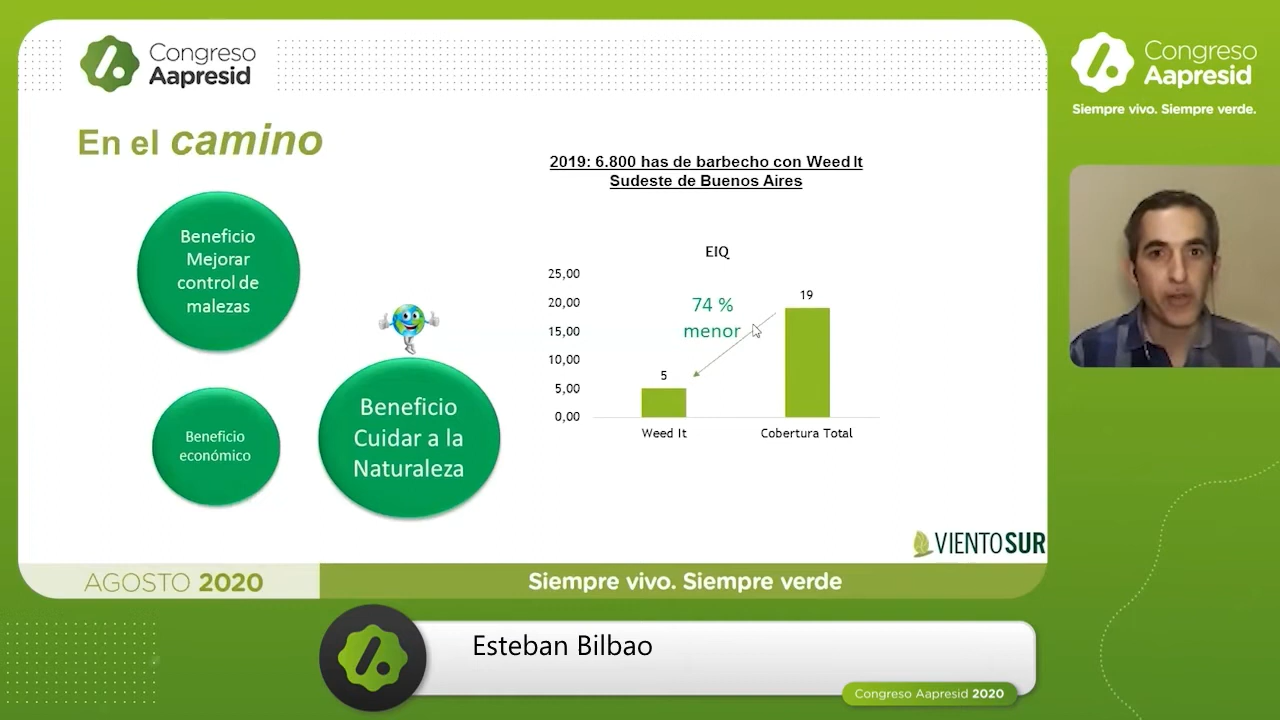 Congreso
Aapresid
Congreso
Aapresid
Siempre vivo. Siempre verde.
En el camino
2019: 6.800 has de barbecho con Weed It
Sudeste de Buenos Aires
Beneficio
Mejorar
control de
malezas
Beneficio
económico
Beneficio
Cuidar a la
Naturaleza
EIQ
25,00
20,00
15,00
10,00
5,00
0,00
74 %
menor
19
5
Weed It
Cobertura Total
VIENTO SUR
AGOSTO 2020
Siempre vivo. Siempre verde
Esteban Bilbao
Congreso Aapresid 2020